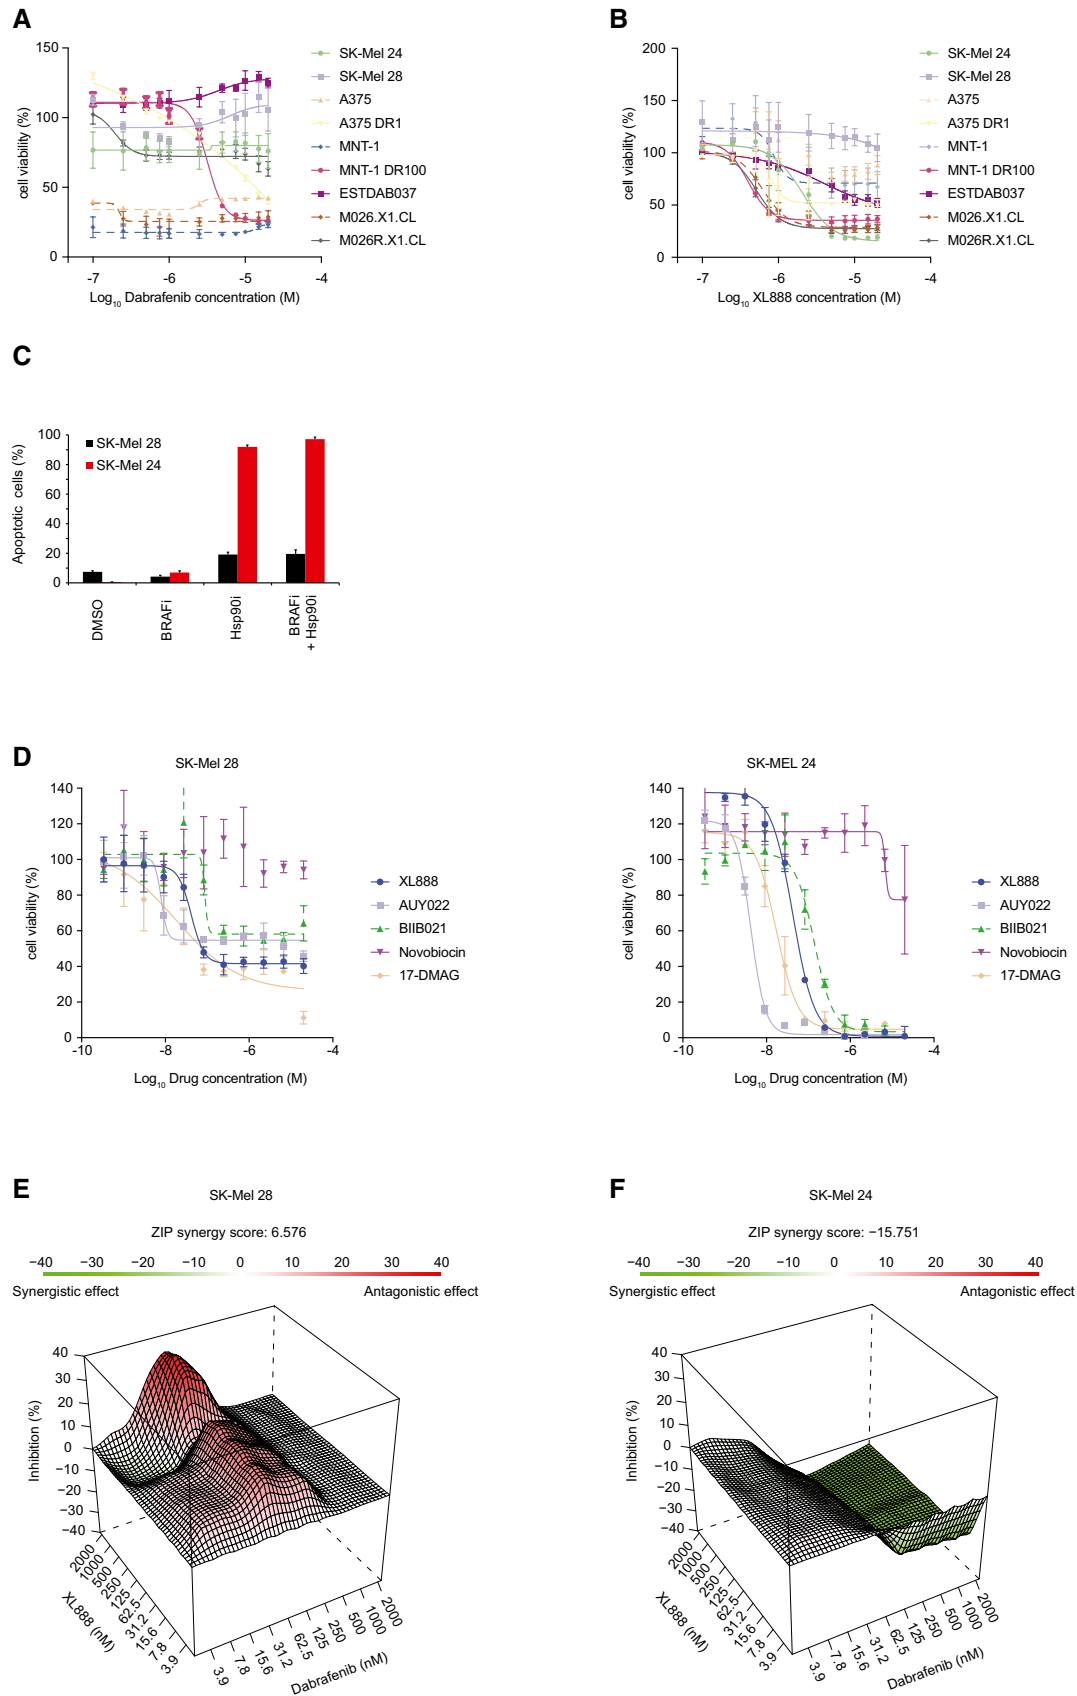 A
150
100
50
0
cell viability (%)
-7
-6
-5
-4
Log10 Dabrafenib concentration (M)
SK-Mel 24
SK-Mel 28
A375
A375 DR1
MNT-1
MNT-1 DR100
ESTDAB037
M026.X1.CL
M026R.X1.CL
B
200
150
100
50
0
cell viability (%)
-7
-6
-5
-4
Log10 XL888 concentration (M)
SK-Mel 24
SK-Mel 28
A375
A375 DR1
MNT-1
MNT-1 DR100
ESTDAB037
M026.X1.CL
M026R.X1.CL
C
100
80
60
40
20
0
Apoptotic cells (%)
SK-Mel 28
SK-Mel 24
DMSO
BRAFi
Hsp90i
BRAFi
+ Hsp90i
D
SK-Mel 28
140
120
100
80
60
40
20
0
cell viability (%)
-10
-8
-6
-4
Log10 Drug concentration (M)
XL888
AUY022
BIIB021
Novobiocin
17-DMAG
SK-MEL 24
140
120
100
80
60
40
20
0
cell viability (%)
-10
-8
-6
-4
Log10 Drug concentration (M)
XL888
AUY022
BIIB021
Novobiocin
17-DMAG
E
SK-Mel 28
ZIP synergy score: 6.576
−40 −30 −20 −10 0 10 20 30 40
Synergistic effect
Antagonistic effect
40
30
20
10
0
−10
−20
−30
−40
Inhibition (%)
2000
1000
500
250
125
62.5
31.2
15.6
7.8
3.9
XL888 (nM)
3.9
7.8
15.6
31.2
62.5
125
250
500
1000
2000
Dabrafenib (nM)
F
SK-Mel 24
ZIP synergy score: −15.751
−40 −30 −20 −10 0 10 20 30 40
Synergistic effect
Antagonistic effect
40
30
20
10
0
−10
−20
−30
−40
Inhibition (%)
2000
1000
500
250
125
62.5
31.2
15.6
7.8
3.9
XL888 (nM)
3.9
7.8
15.6
31.2
62.5
125
250
500
1000
2000
Dabrafenib (nM)